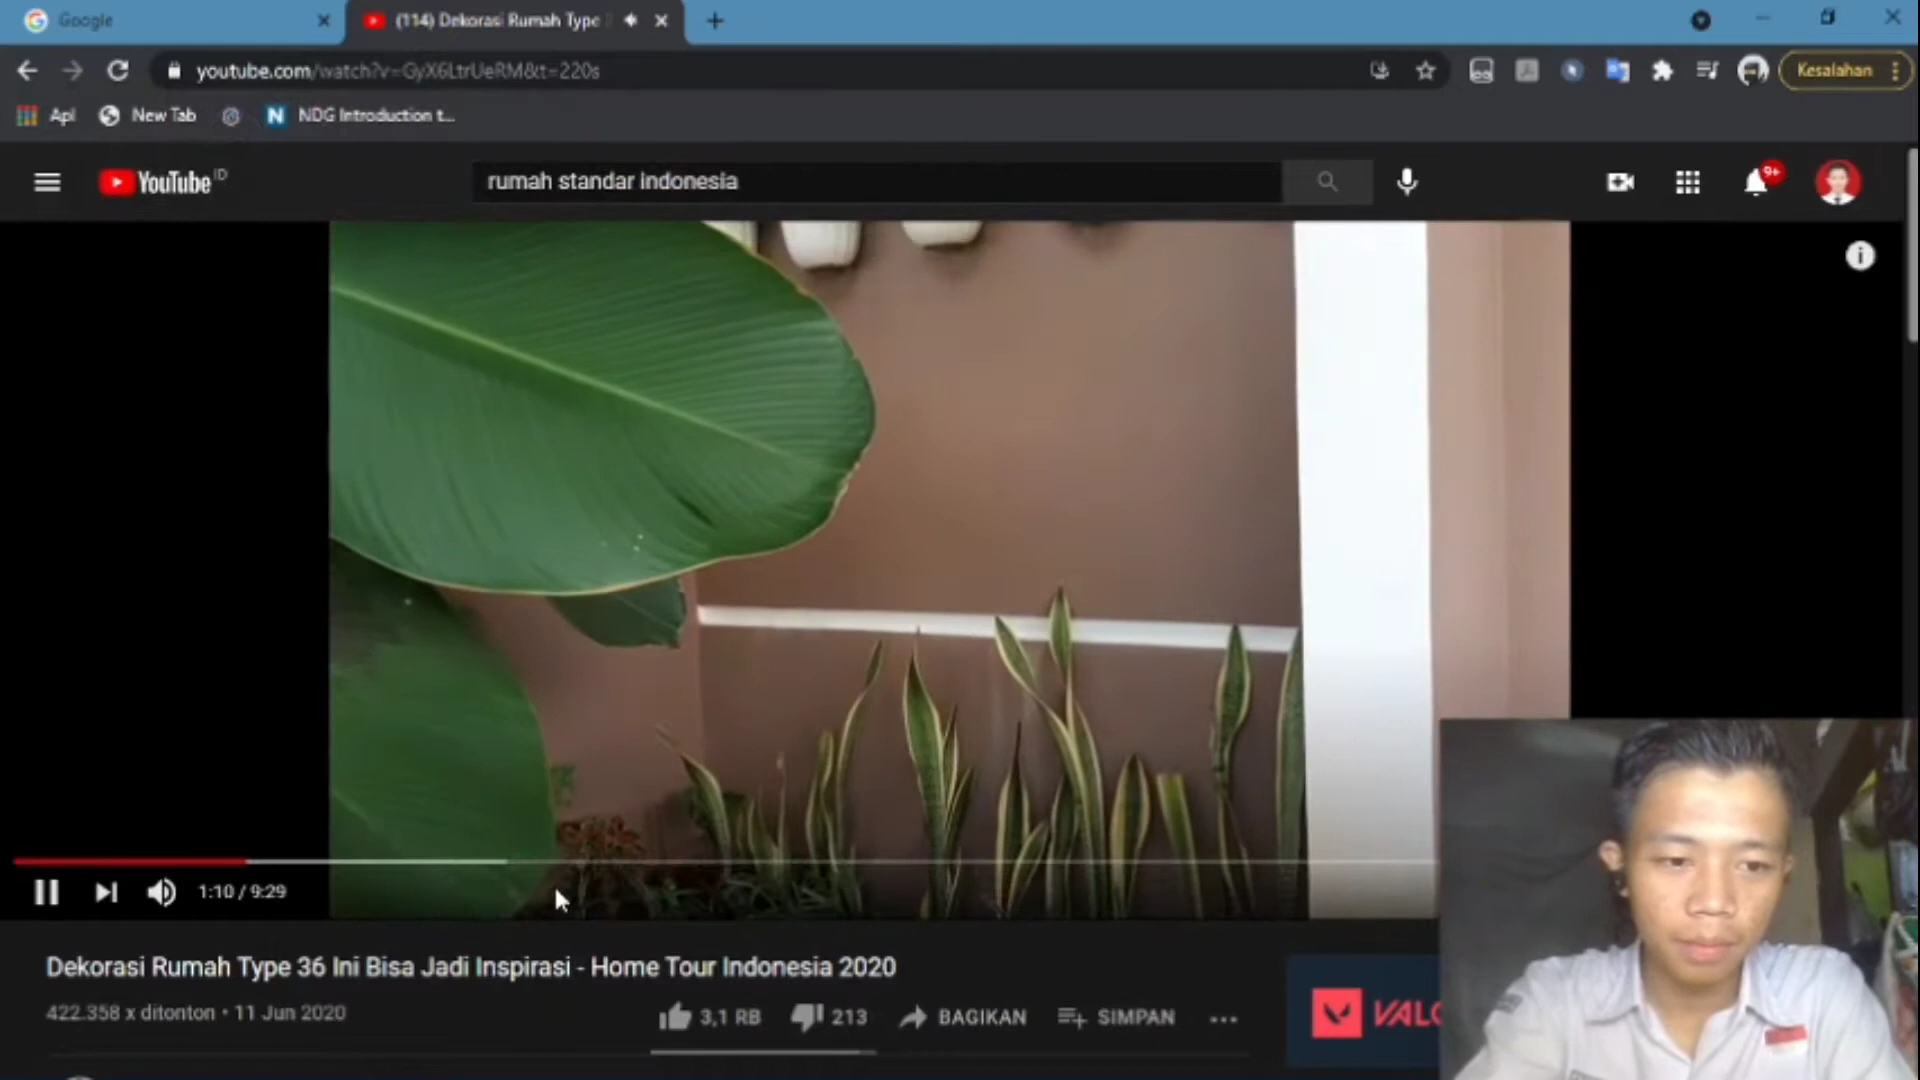 Google
(114) Dekorasi Rumah Type
youtube.com/watch?v=GyX6LtrUeRM&t=220s
Kesalahan
Apl
New Tab
NDG Introduction t...
YouTube ID
rumah standar indonesia
9+
1:10 / 9:29
Dekorasi Rumah Type 36 Ini Bisa Jadi Inspirasi - Home Tour Indonesia 2020
422.358 x ditonton • 11 Jun 2020
3,1 RB
213
BAGIKAN
SIMPAN
VALO